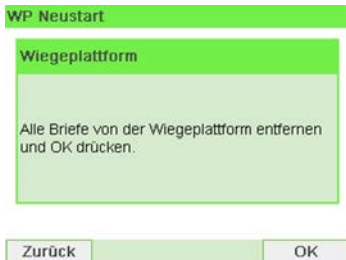 WP Neustart
Wiegeplattform
Alle Briefe von der Wiegeplattform entfernen
und OK drücken.
Zurück
OK